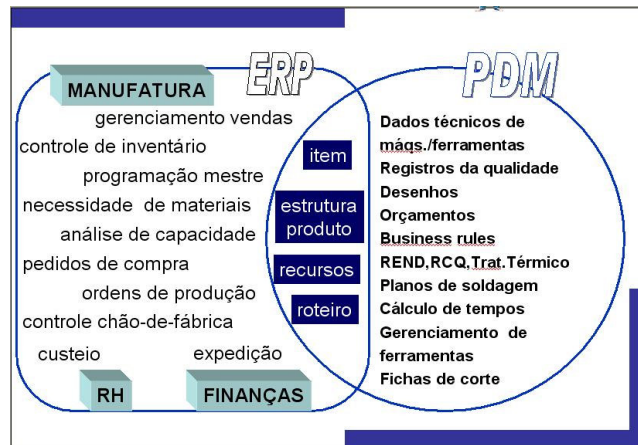 ERP
PDM
MANUFATURA
gerenciamento vendas
controle de inventário
programação mestre
necessidade de materiais
análise de capacidade
pedidos de compra
ordens de produção
controle chão-de-fábrica
custeio expedição
RH FINANÇAS
item
estrutura
produto
recursos
roteiro
Dados técnicos de
máqs./ferramentas
Registros da qualidade
Desenhos
Orçamentos
Business rules
REND,RCQ,Trat.Térmico
Planos de soldagem
Cálculo de tempos
Gerenciamento de
ferramentas
Fichas de corte